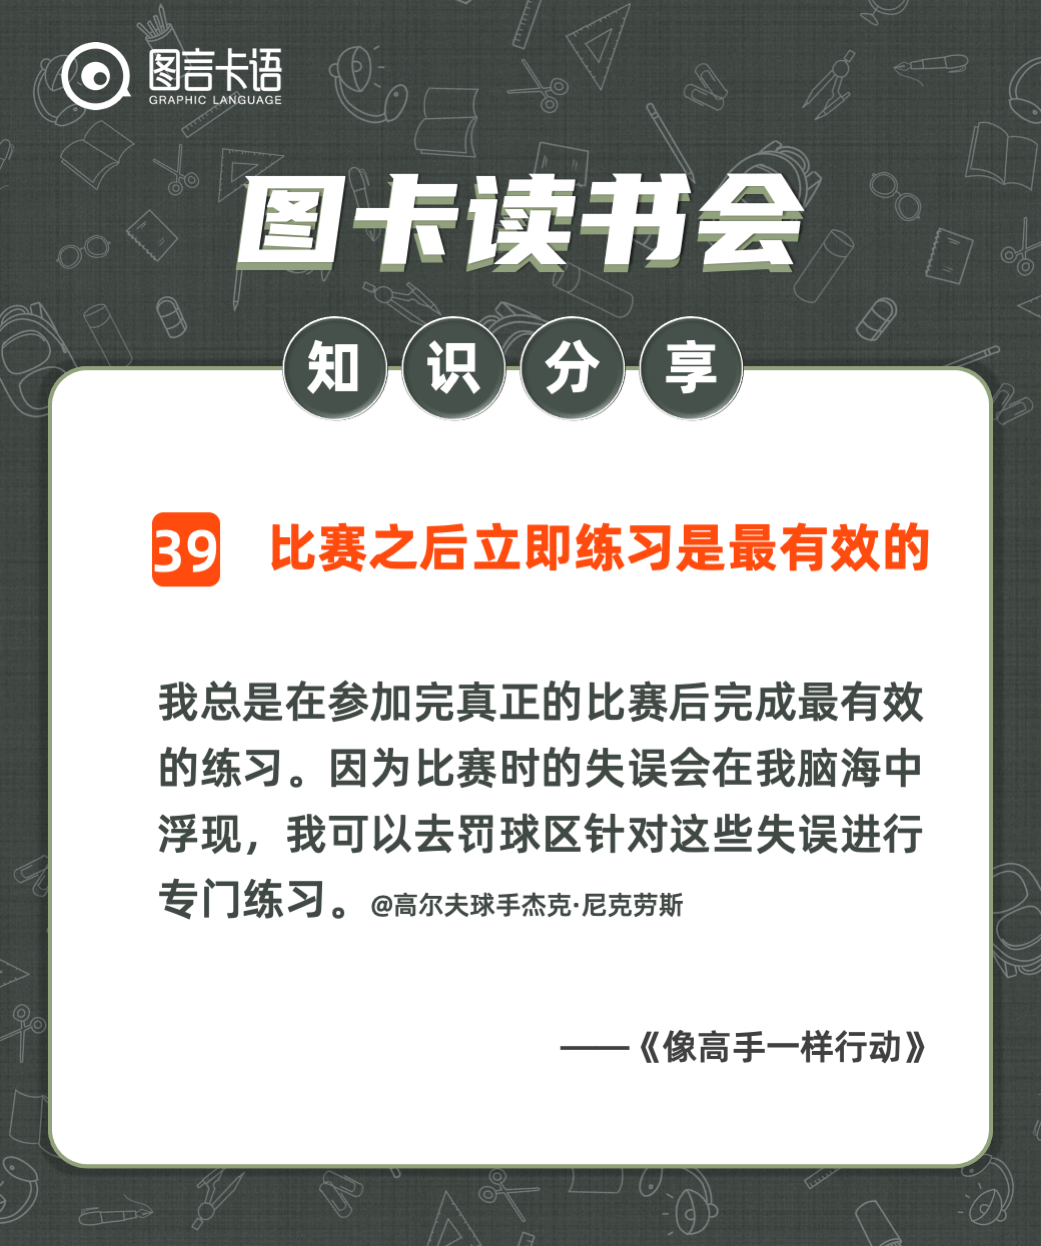 图言卡语
GRAPHIC LANGUAGE
图卡读书会
知识分享
39 比赛之后立即练习是最有效的
我总是在参加完真正的比赛后完成最有效
的练习。因为比赛时的失误会在我脑海中
浮现，我可以去罚球区针对这些失误进行
专门练习。@高尔夫球手杰克·尼克劳斯
——《像高手一样行动》